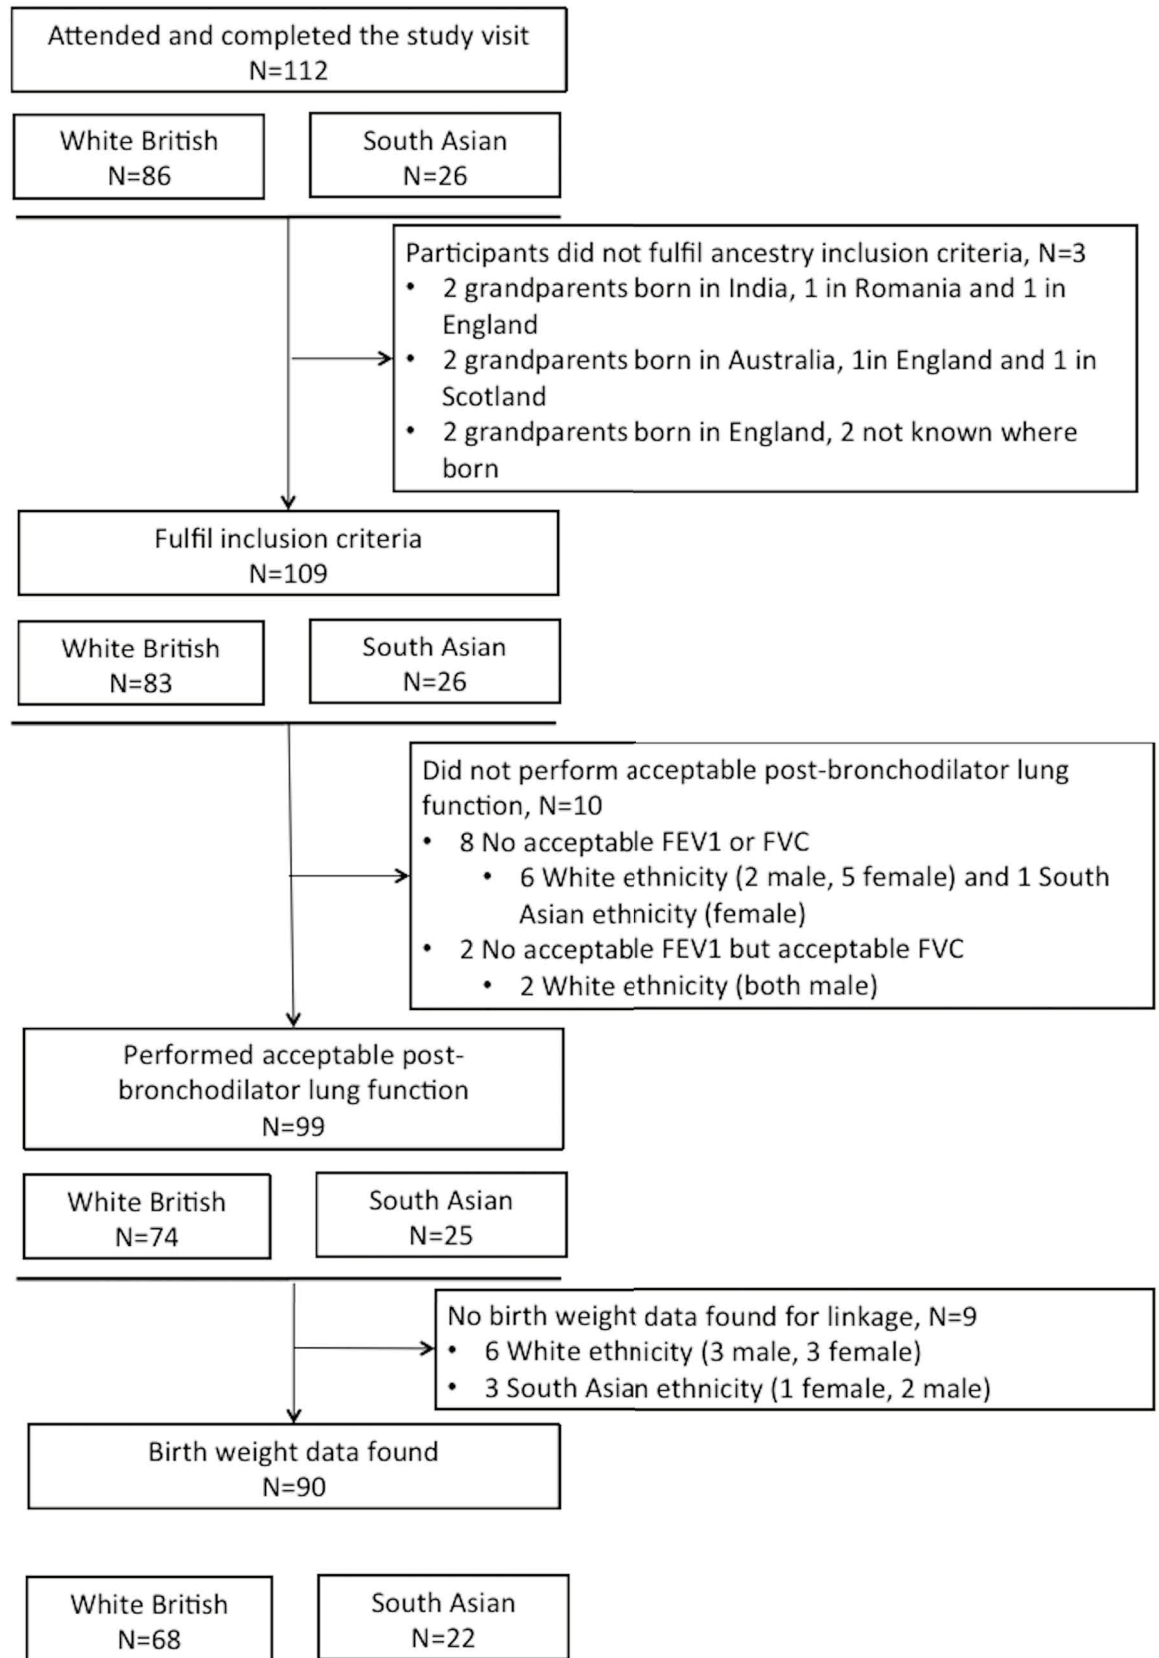 Attended and completed the study visit
N=112
White British
N=86
South Asian
N=26
Participants did not fulfil ancestry inclusion criteria, N=3
• 2 grandparents born in India, 1 in Romania and 1 in
England
• 2 grandparents born in Australia, 1in England and 1 in
Scotland
• 2 grandparents born in England, 2 not known where
born
Fulfil inclusion criteria
N=109
White British
N=83
South Asian
N=26
Did not perform acceptable post-bronchodilator lung
function, N=10
• 8 No acceptable FEV1 or FVC
• 6 White ethnicity (2 male, 5 female) and 1 South
Asian ethnicity (female)
• 2 No acceptable FEV1 but acceptable FVC
• 2 White ethnicity (both male)
Performed acceptable post-
bronchodilator lung function
N=99
White British
N=74
South Asian
N=25
No birth weight data found for linkage, N=9
• 6 White ethnicity (3 male, 3 female)
• 3 South Asian ethnicity (1 female, 2 male)
Birth weight data found
N=90
White British
N=68
South Asian
N=22